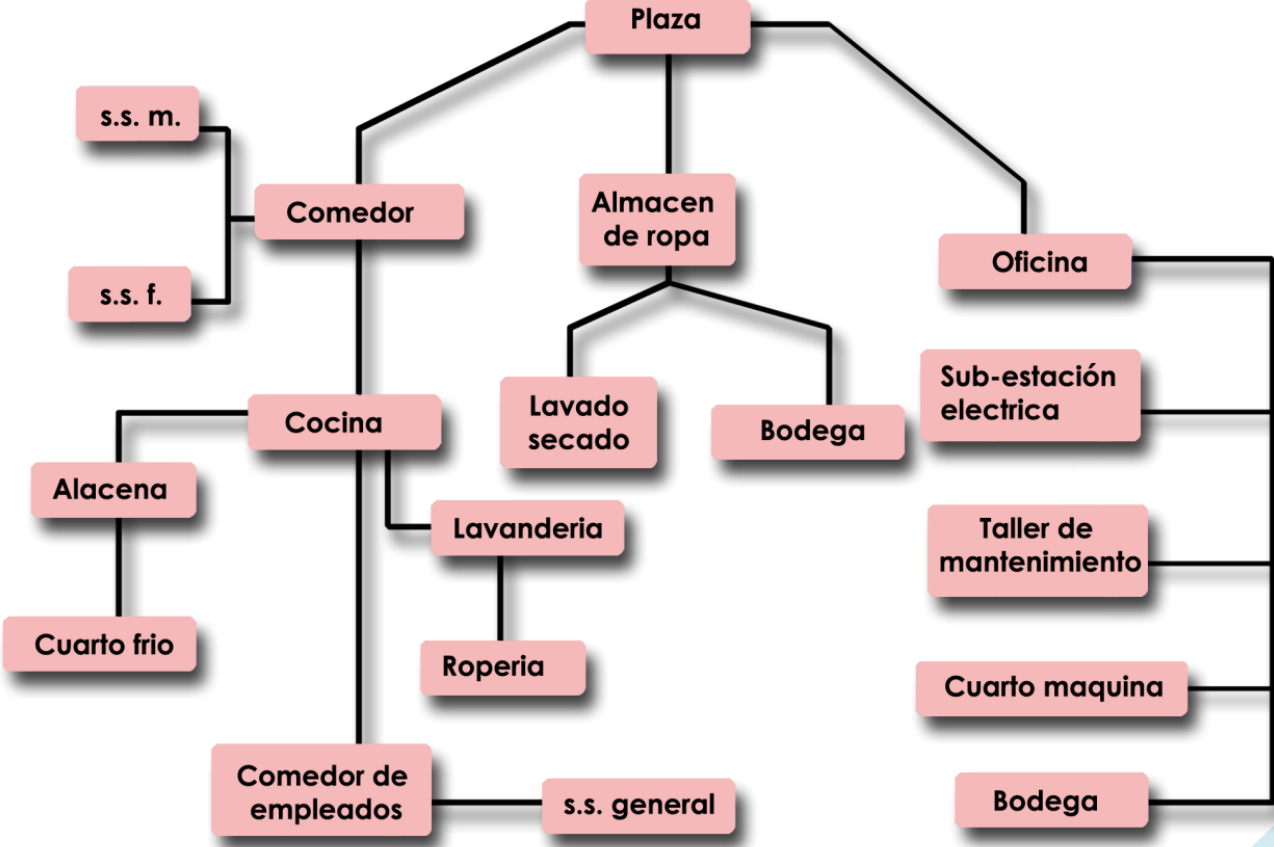 Plaza
s.s. m.
Comedor
s.s. f.
Almacen
de ropa
Oficina
Lavado
secado
Bodega
Sub-estación
electrica
Cocina
Alacena
Lavanderia
Taller de
mantenimiento
Cuarto frio
Roperia
Cuarto maquina
Comedor de
empleados
s.s. general
Bodega